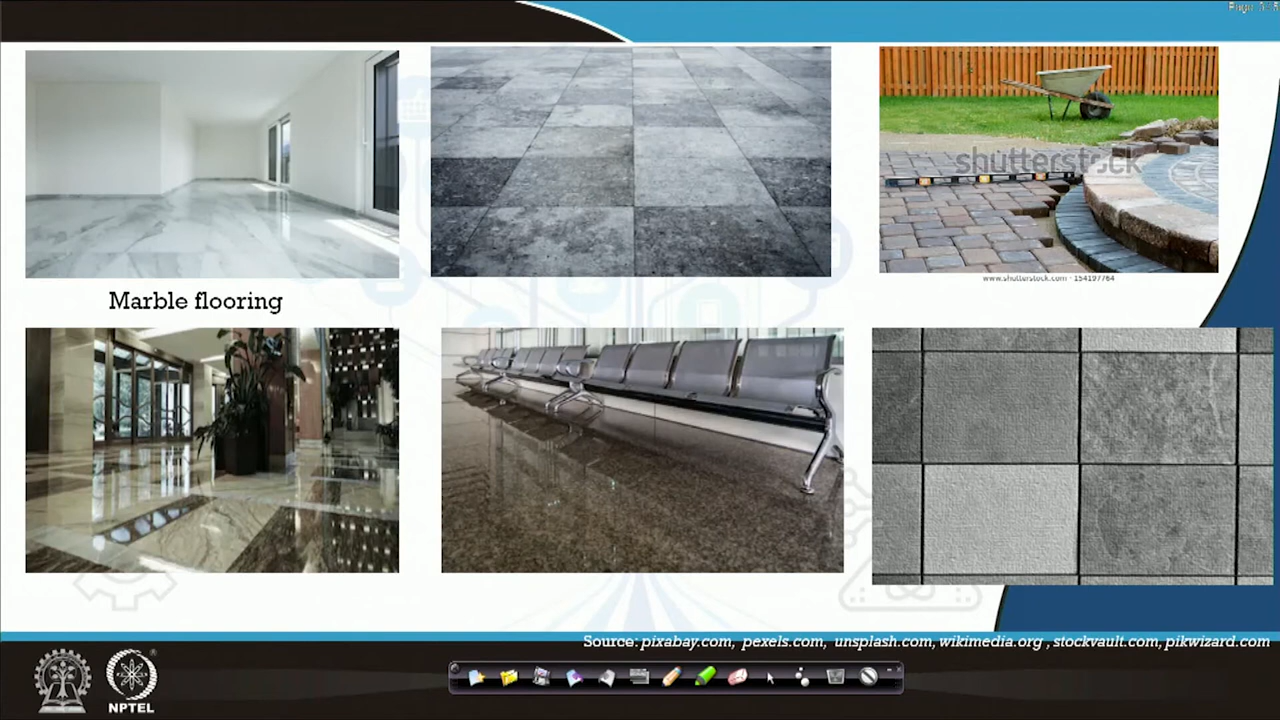 shutterstock
www.shutterstock.com · 154197764
Marble flooring
Source: pixabay.com, pexels.com, unsplash.com, wikimedia.org , stockvault.com, pikwizard.com
NPTEL